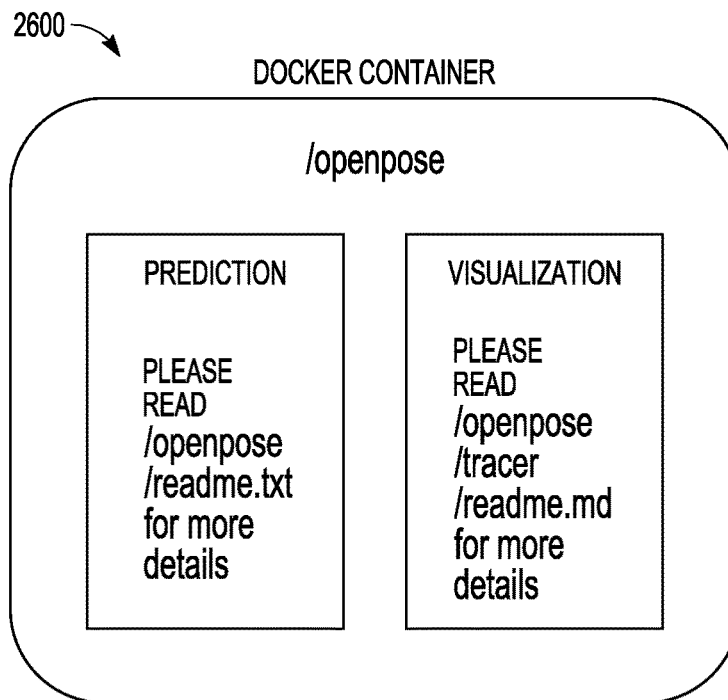 2600
DOCKER CONTAINER
/openpose
PREDICTION
PLEASE
READ
/openpose
/readme.txt
for more
details
VISUALIZATION
PLEASE
READ
/openpose
/tracer
/readme.md
for more
details